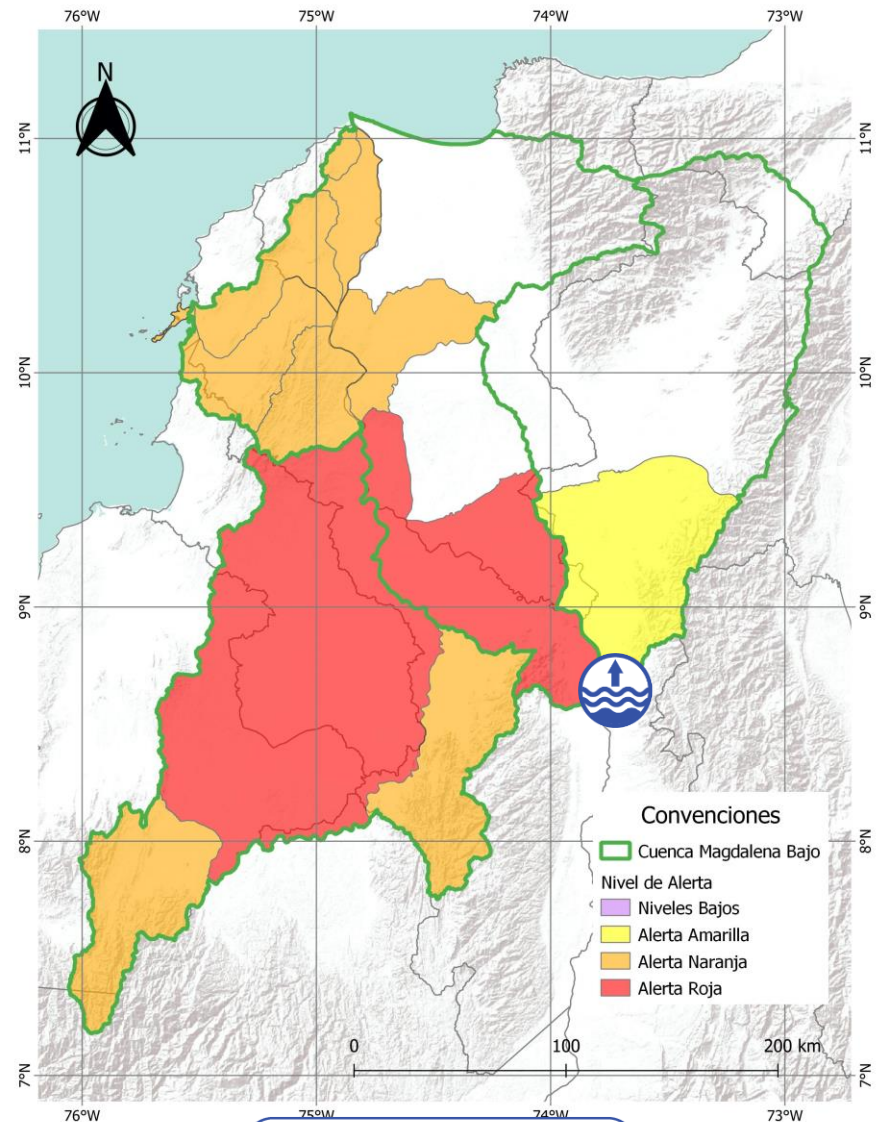 76°W 75°W 74°W 73°W
N
11°N 11°N
10°N 10°N
9°N 9°N
8°N 8°N
Convenciones
Cuenca Magdalena Bajo
Nivel de Alerta
Niveles Bajos
Alerta Amarilla
Alerta Naranja
Alerta Roja
0 100 200 km
7°N 7°N
76°W 75°W 74°W 73°W